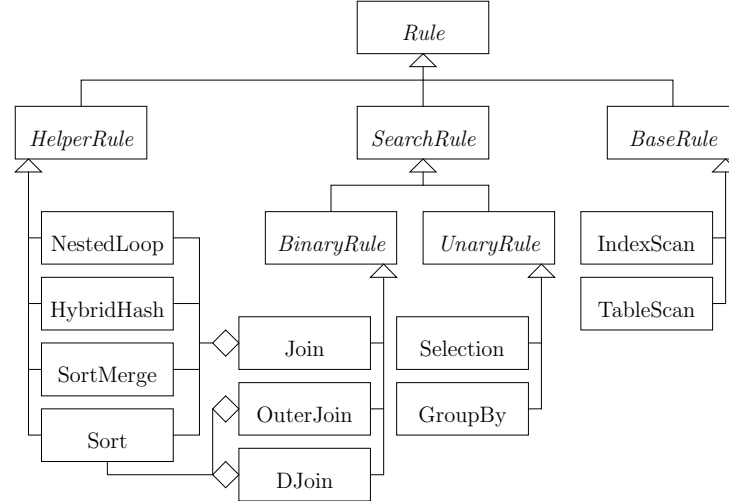 Rule
HelperRule
SearchRule
BaseRule
NestedLoop
BinaryRule
UnaryRule
IndexScan
HybridHash
TableScan
SortMerge
Join
Selection
Sort
OuterJoin
GroupBy
DJoin